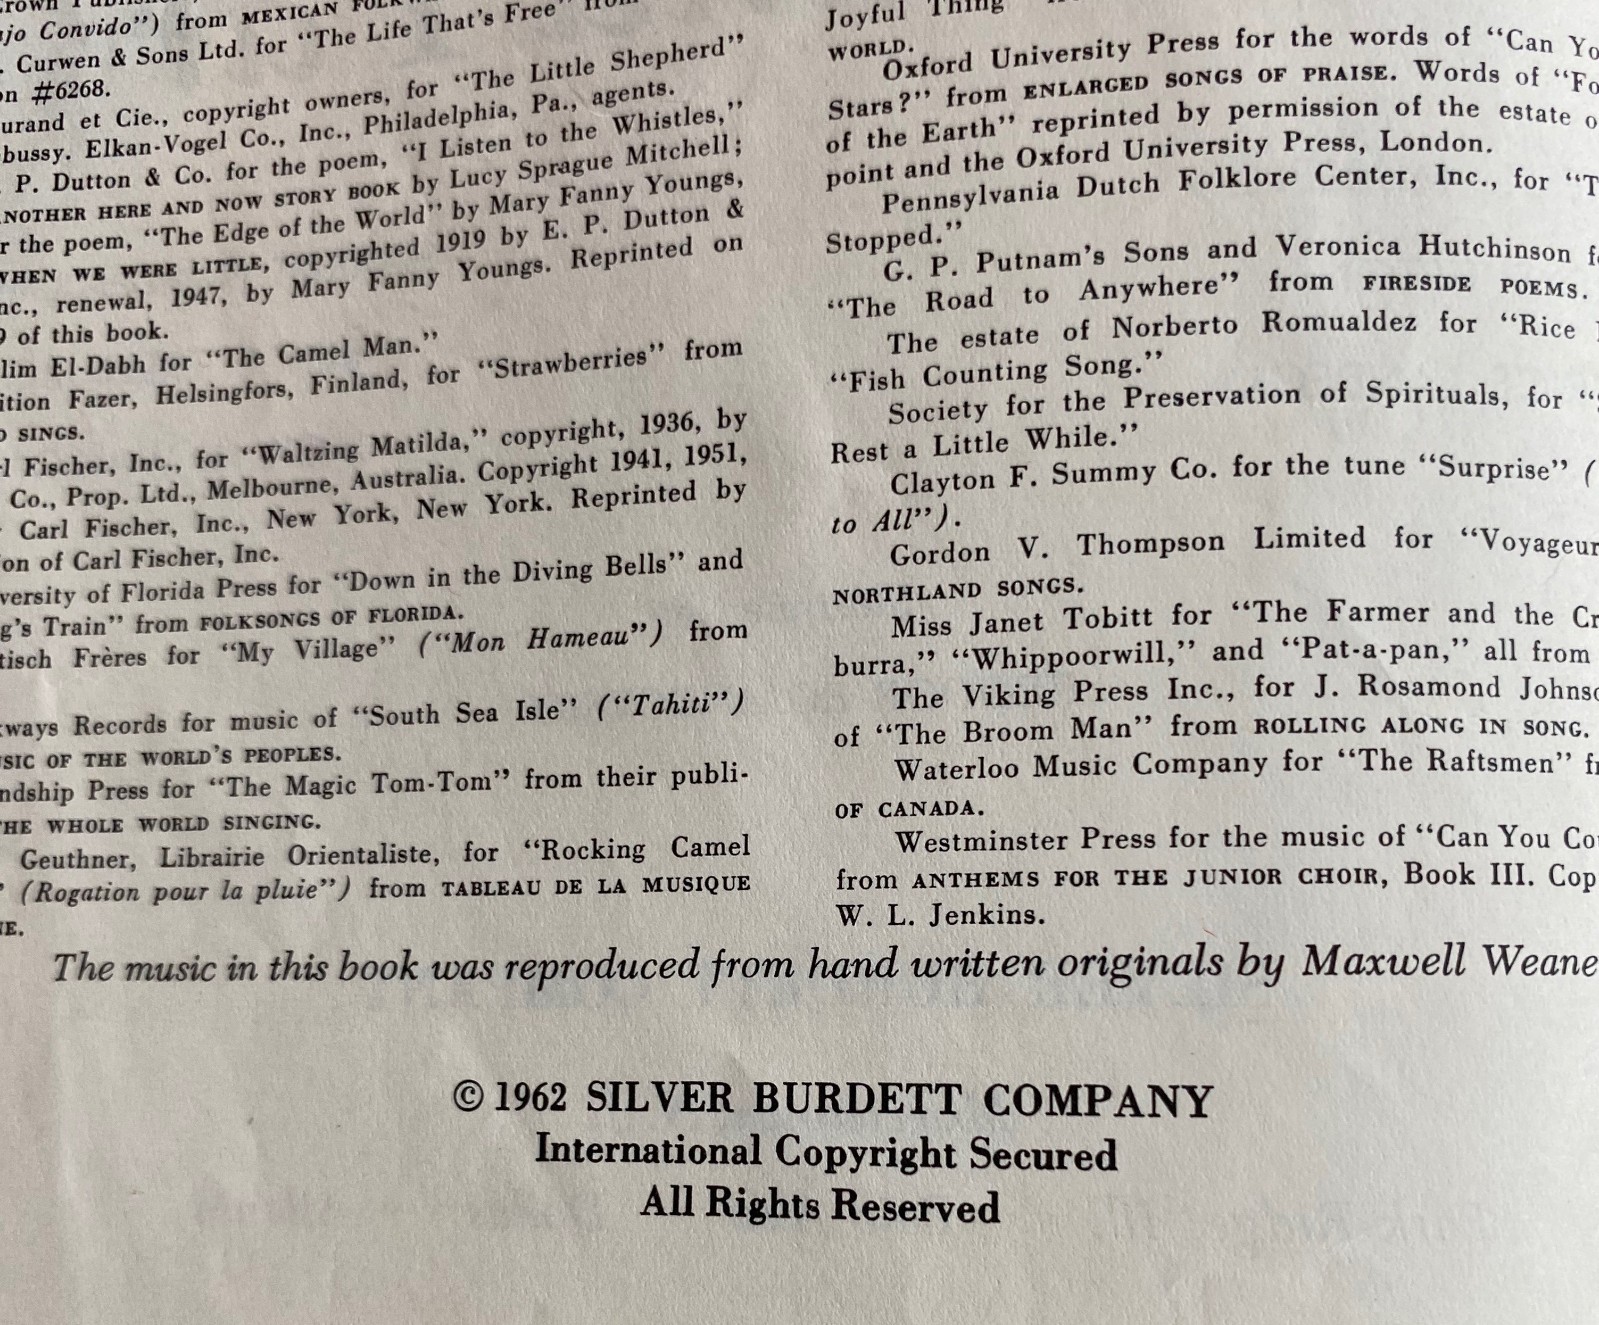 ajo Convido”) from MEXICAN
. Curwen & Sons Ltd. for “The Life That's Free” from
on #6268.
urand et Cie., copyright owners, for “The Little Shepherd”
bussy. Elkan-Vogel Co., Inc., Philadelphia, Pa., agents.
. P. Dutton & Co. for the poem, “I Listen to the Whistles,”
NOTHER HERE AND NOW STORY BOOK by Lucy Sprague Mitchell;
r the poem, “The Edge of the World” by Mary Fanny Youngs,
WHEN WE WERE LITTLE, copyrighted 1919 by E. P. Dutton &
nc., renewal, 1947, by Mary Fanny Youngs. Reprinted on
9 of this book.
lim El-Dabh for “The Camel Man.”
ition Fazer, Helsingfors, Finland, for “Strawberries” from
D SINGS.
rl Fischer, Inc., for “Waltzing Matilda,” copyright, 1936, by
Co., Prop. Ltd., Melbourne, Australia. Copyright 1941, 1951,
Carl Fischer, Inc., New York, New York. Reprinted by
on of Carl Fischer, Inc.
versity of Florida Press for “Down in the Diving Bells” and
g's Train” from FOLKSONGS OF FLORIDA.
tisch Frères for “My Village” (“Mon Hameau”) from
kways Records for music of “South Sea Isle” (“Tahiti”)
SIC OF THE WORLD'S PEOPLES.
ndship Press for “The Magic Tom-Tom” from their publi-
THE WHOLE WORLD SINGING.
Geuthner, Librairie Orientaliste, for “Rocking Camel
” (Rogation pour la pluie”) from TABLEAU DE LA MUSIQUE
NE.
Joyful Thing
WORLD.
Oxford University Press for the words of “Can Yo
Stars?” from ENLARGED SONGS OF PRAISE. Words of “Fo
of the Earth” reprinted by permission of the estate o
point and the Oxford University Press, London.
Pennsylvania Dutch Folklore Center, Inc., for “T
Stopped.”
G. P. Putnam's Sons and Veronica Hutchinson f
“The Road to Anywhere” from FIRESIDE POEMS.
The estate of Norberto Romualdez for “Rice
“Fish Counting Song.”
Society for the Preservation of Spirituals, for “
Rest a Little While.”
Clayton F. Summy Co. for the tune “Surprise” (
to All”).
Gordon V. Thompson Limited for “Voyageur
NORTHLAND SONGS.
Miss Janet Tobitt for “The Farmer and the Cr
burra,” “Whippoorwill,” and “Pat-a-pan,” all from
The Viking Press Inc., for J. Rosamond Johnso
of “The Broom Man” from ROLLING ALONG IN SONG.
Waterloo Music Company for “The Raftsmen” fr
OF CANADA.
Westminster Press for the music of “Can You Co
from ANTHEMS FOR THE JUNIOR CHOIR, Book III. Cop
W. L. Jenkins.
The music in this book was reproduced from hand written originals by Maxwell Weane
© 1962 SILVER BURDETT COMPANY
International Copyright Secured
All Rights Reserved